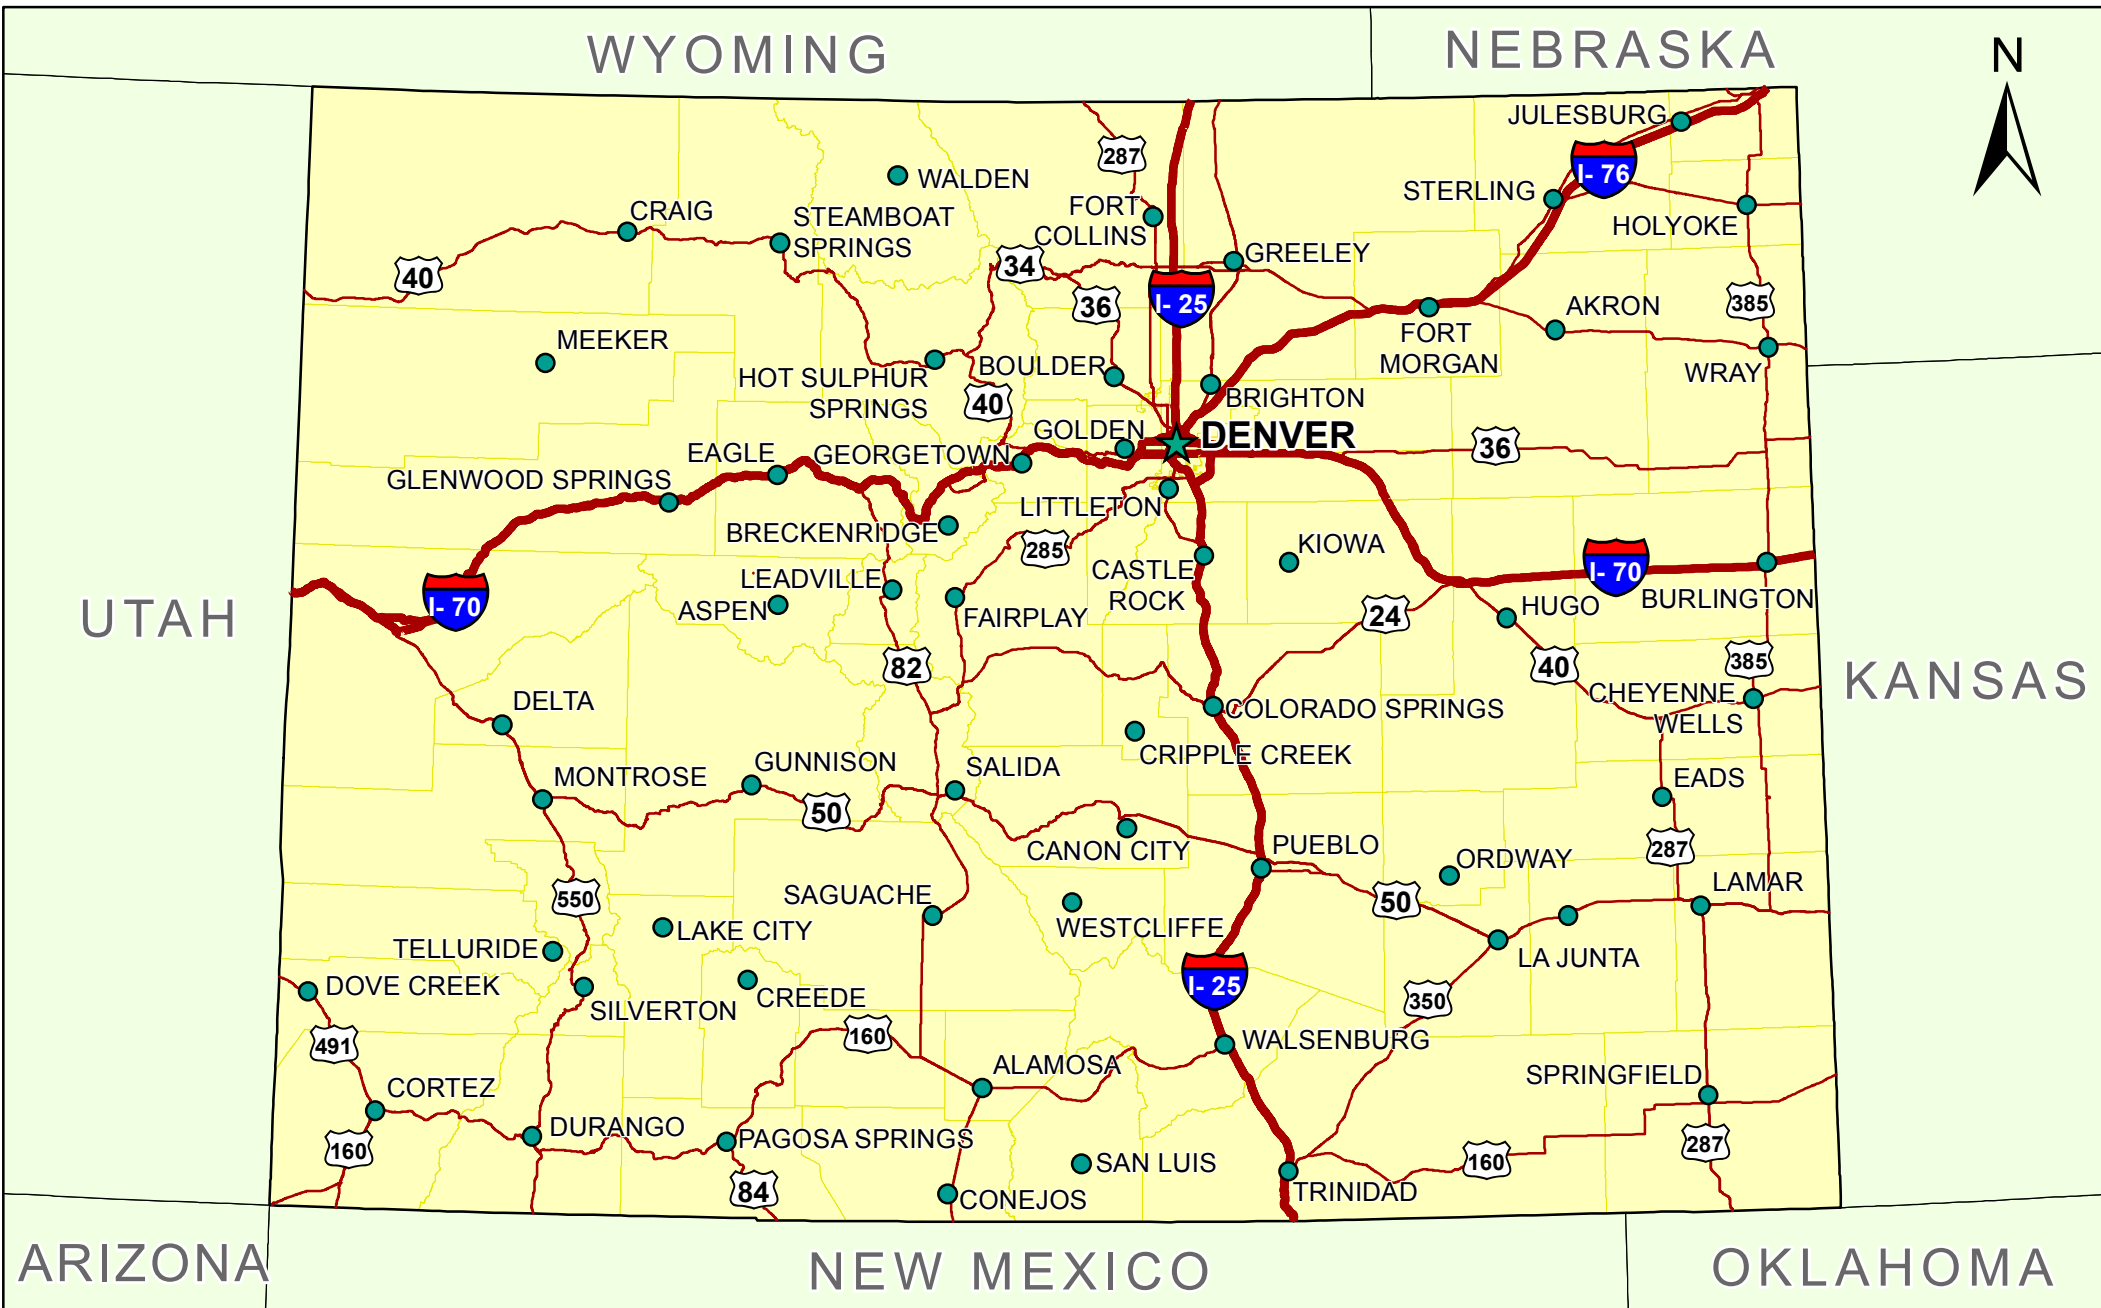 WYOMING
NEBRASKA
N
JULESBURG
287
I- 76
WALDEN
STERLING
CRAIG
STEAMBOAT
SPRINGS
FORT
COLLINS
HOLYOKE
GREELEY
40
34
36
I- 25
385
AKRON
MEEKER
FORT
MORGAN
BOULDER
WRAY
HOT SULPHUR
SPRINGS
40
BRIGHTON
GOLDEN
DENVER
36
EAGLE
GEORGETOWN
GLENWOOD SPRINGS
LITTLETON
BRECKENRIDGE
285
KIOWA
CASTLE
ROCK
I- 70
LEADVILLE
I- 70
BURLINGTON
ASPEN
FAIRPLAY
24
HUGO
UTAH
82
40
385
KANSAS
DELTA
CHEYENNE
WELLS
COLORADO SPRINGS
CRIPPLE CREEK
GUNNISON
SALIDA
MONTROSE
EADS
50
CANON CITY
PUEBLO
287
ORDWAY
550
SAGUACHE
50
LAMAR
LAKE CITY
WESTCLIFFE
TELLURIDE
LA JUNTA
DOVE CREEK
I- 25
CREEDE
SILVERTON
350
491
160
WALSENBURG
ALAMOSA
CORTEZ
SPRINGFIELD
DURANGO
PAGOSA SPRINGS
160
287
160
SAN LUIS
84
CONEJOS
TRINIDAD
ARIZONA
NEW MEXICO
OKLAHOMA